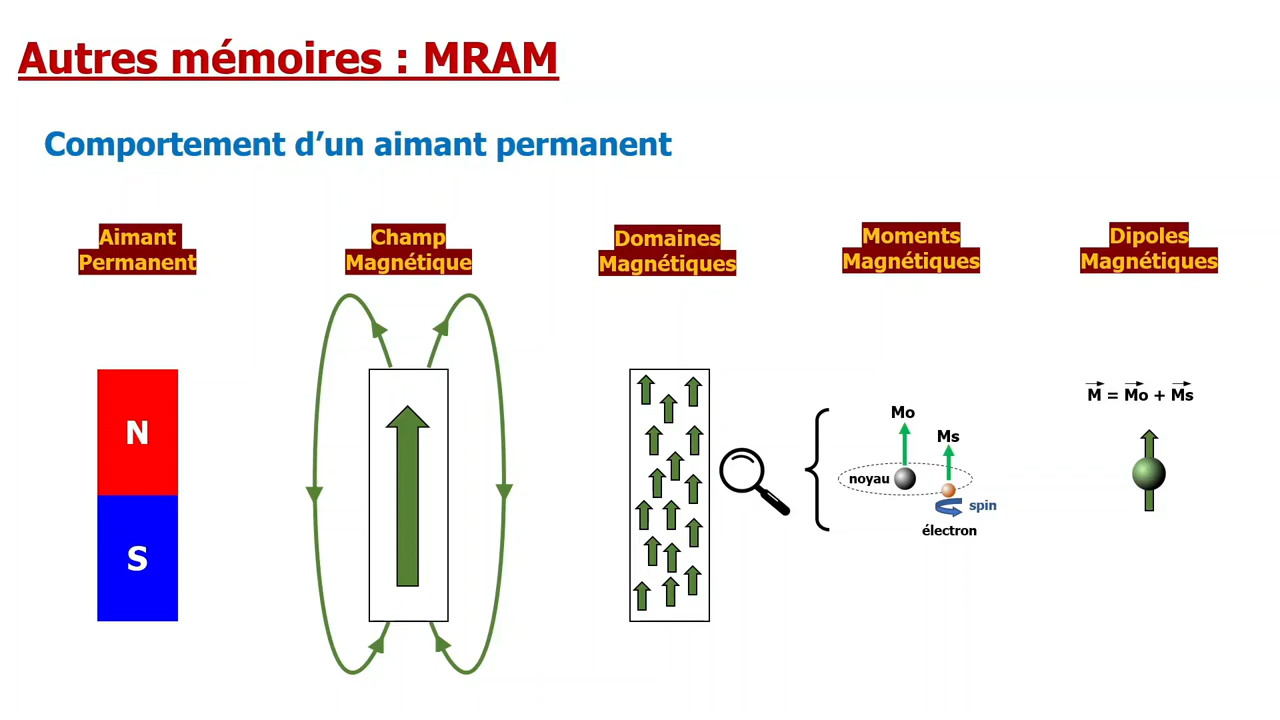 Autres mémoires : MRAM
Comportement d’un aimant permanent
Aimant
Permanent
Champ
Magnétique
Domaines
Magnétiques
Moments
Magnétiques
Dipoles
Magnétiques
N
S
Mo
Ms
noyau
spin
électron
M = Mo + Ms